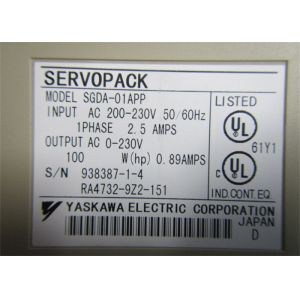 SERVOPACK
MODEL SGDA-01APP
INPUT AC 200-230V 50/60Hz
1PHASE 2.5 AMPS
OUTPUT AC 0-230V
100 W(hp) 0.89AMPS
S/N 938387-1-4
RA4732-9Z2-151
LISTED
UL
61Y1
c UL
IND.CONT.EQ.
YASKAWA ELECTRIC CORPORATION
JAPAN
D